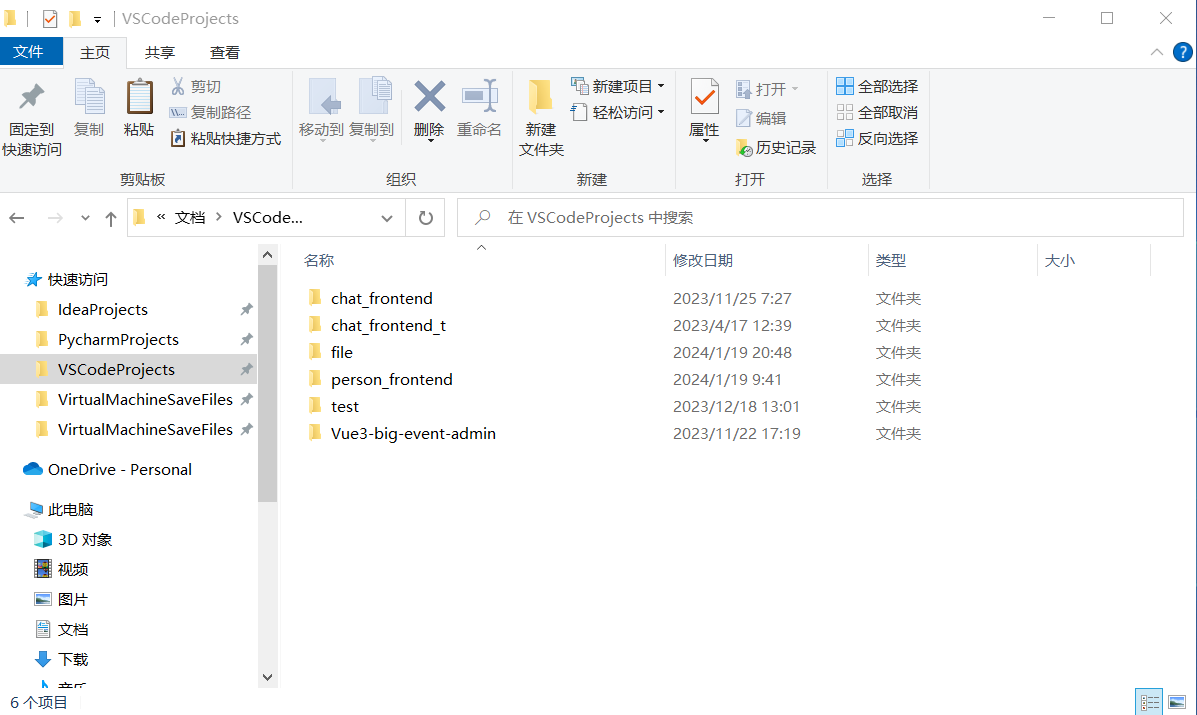 VSCodeProjects
文件 主页 共享 查看
固定到快速访问
复制
粘贴
剪切
复制路径
粘贴快捷方式
剪贴板
移动到
复制到
删除
重命名
组织
新建文件夹
新建项目
轻松访问
新建
属性
打开
编辑
历史记录
打开
全部选择
全部取消
反向选择
选择
« 文档 VSCode...
在 VSCodeProjects 中搜索
快速访问
IdeaProjects
PycharmProjects
VSCodeProjects
VirtualMachineSaveFiles
VirtualMachineSaveFiles
OneDrive - Personal
此电脑
3D 对象
视频
图片
文档
下载
音乐
名称 修改日期 类型 大小
chat_frontend 2023/11/25 7:27 文件夹
chat_frontend_t 2023/4/17 12:39 文件夹
file 2024/1/19 20:48 文件夹
person_frontend 2024/1/19 9:41 文件夹
test 2023/12/18 13:01 文件夹
Vue3-big-event-admin 2023/11/22 17:19 文件夹
6 个项目